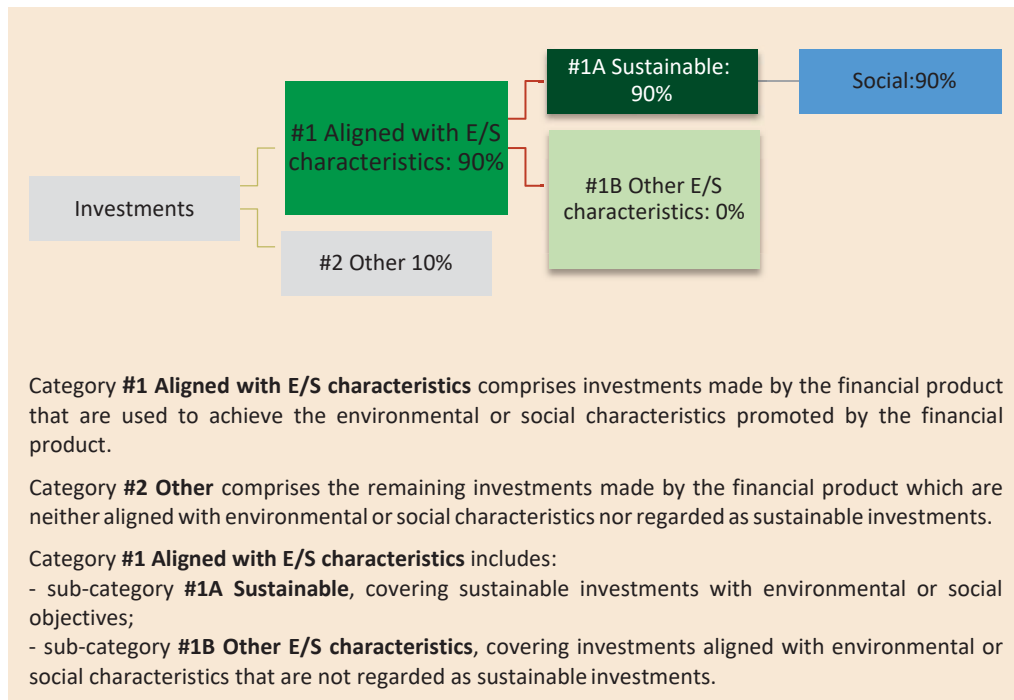 #1A Sustainable:
90%
Social:90%
#1 Aligned with E/S
characteristics: 90%
#1B Other E/S
characteristics: 0%
Investments
#2 Other 10%
Category #1 Aligned with E/S characteristics comprises investments made by the financial product
that are used to achieve the environmental or social characteristics promoted by the financial
product.
Category #2 Other comprises the remaining investments made by the financial product which are
neither aligned with environmental or social characteristics nor regarded as sustainable investments.
Category #1 Aligned with E/S characteristics includes:
- sub-category #1A Sustainable, covering sustainable investments with environmental or social
objectives;
- sub-category #1B Other E/S characteristics, covering investments aligned with environmental or
social characteristics that are not regarded as sustainable investments.